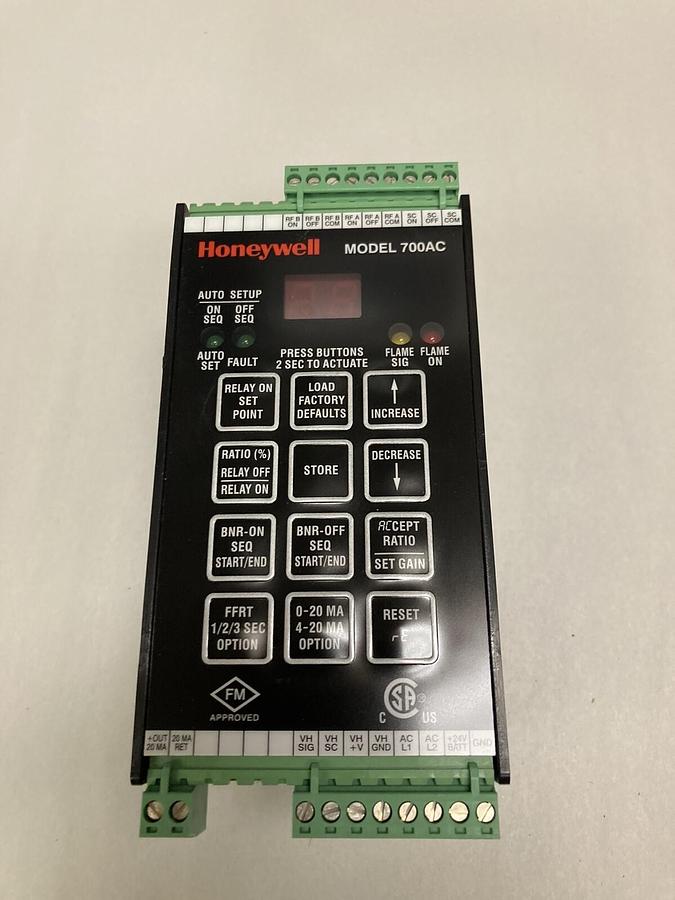 RF B ON RF B OFF RF B COM RF A ON RF A OFF RF A COM SC ON SC OFF SC COM
Honeywell MODEL 700AC
AUTO SETUP
ON SEQ OFF SEQ
AUTO SET FAULT
PRESS BUTTONS
2 SEC TO ACTUATE
FLAME SIG FLAME ON
RELAY ON
SET
POINT
LOAD
FACTORY
DEFAULTS
INCREASE
RATIO (%)
RELAY OFF
RELAY ON
STORE
DECREASE
BNR-ON
SEQ
START/END
BNR-OFF
SEQ
START/END
ACCEPT
RATIO
SET GAIN
FFRT
1/2/3 SEC
OPTION
0-20 MA
4-20 MA
OPTION
RESET
rE
FM
APPROVED
C SA US
+OUT 20 MA 20 MA RET VH SIG VH SC VH +V VH GND AC L1 AC L2 +24V BATT GND